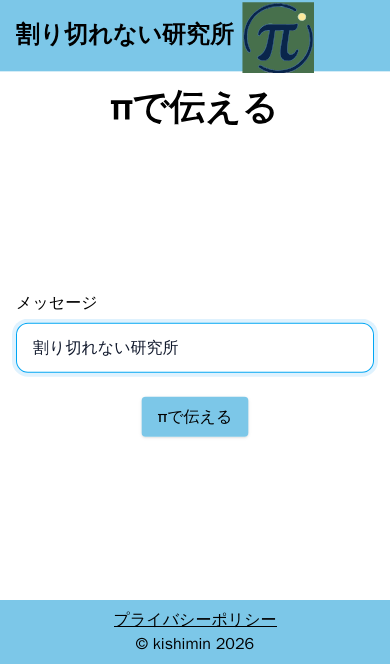 割り切れない研究所
π
πで伝える
メッセージ
割り切れない研究所
πで伝える
プライバシーポリシー
© kishimin 2026